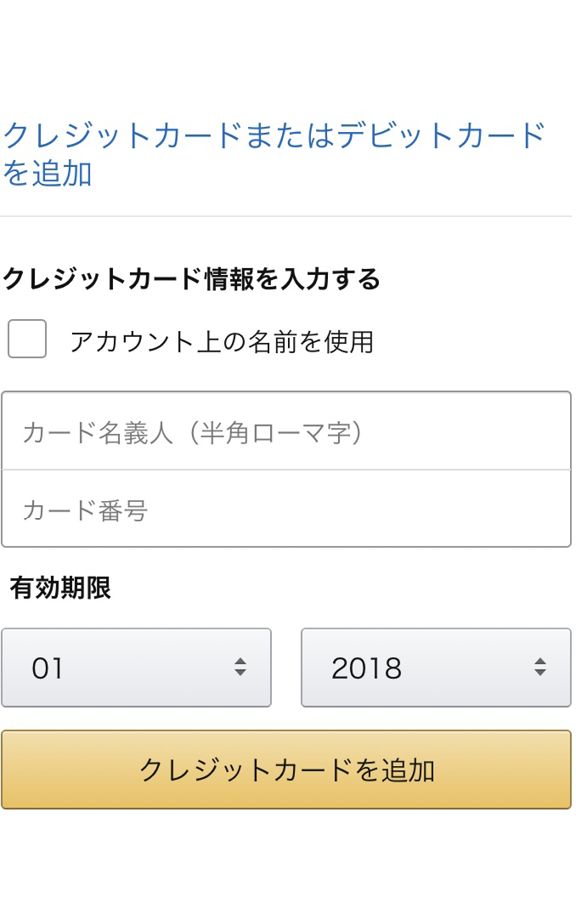 クレジットカードまたはデビットカード
を追加
クレジットカード情報を入力する
アカウント上の名前を使用
カード名義人（半角ローマ字）
カード番号
有効期限
01
2018
クレジットカードを追加